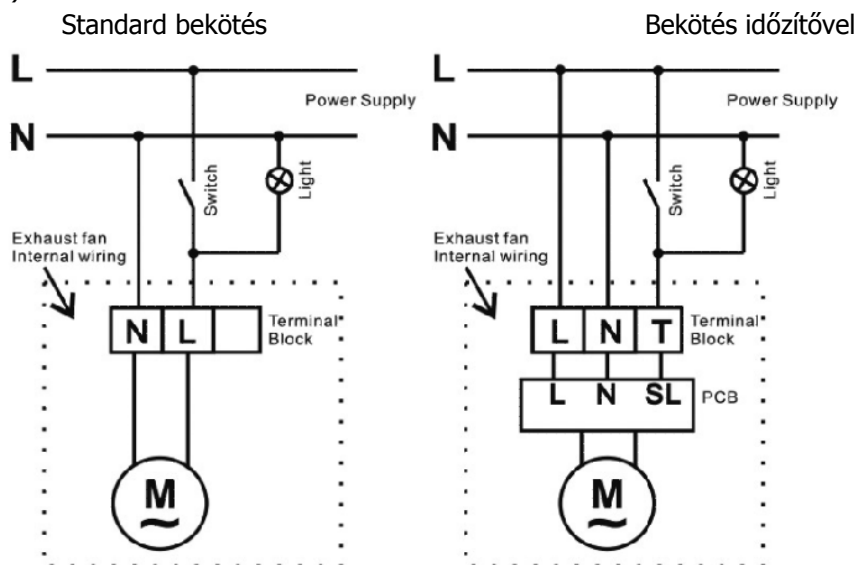 Standard bekötés
L
Power Supply
N
Switch
Light
Exhaust fan
Internal wiring
N L
Terminal
Block
M
~
Bekötés időzítővel
L
Power Supply
N
Switch
Light
Exhaust fan
Internal wiring
L N T
Terminal
Block
L N SL
PCB
M
~